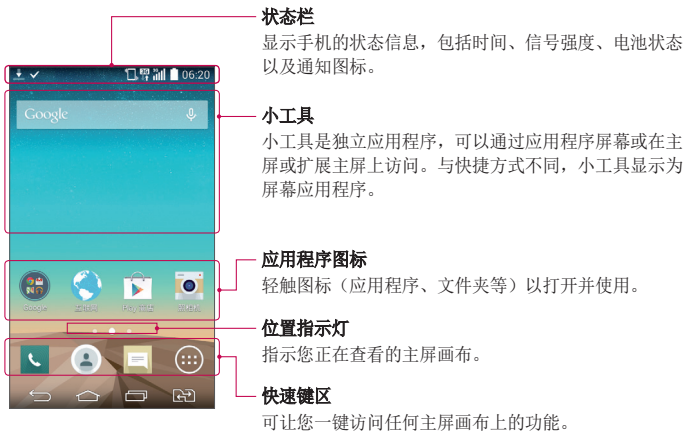 状态栏
显示手机的状态信息，包括时间、信号强度、电池状态
以及通知图标。
3G
06:20
Google
小工具
小工具是独立应用程序，可以通过应用程序屏幕或在主
屏或扩展主屏上访问。与快捷方式不同，小工具显示为
屏幕应用程序。
应用程序图标
轻触图标（应用程序、文件夹等）以打开并使用。
Google
位置指示灯
指示您正在查看的主屏画布。
快速键区
可让您一键访问任何主屏画布上的功能。